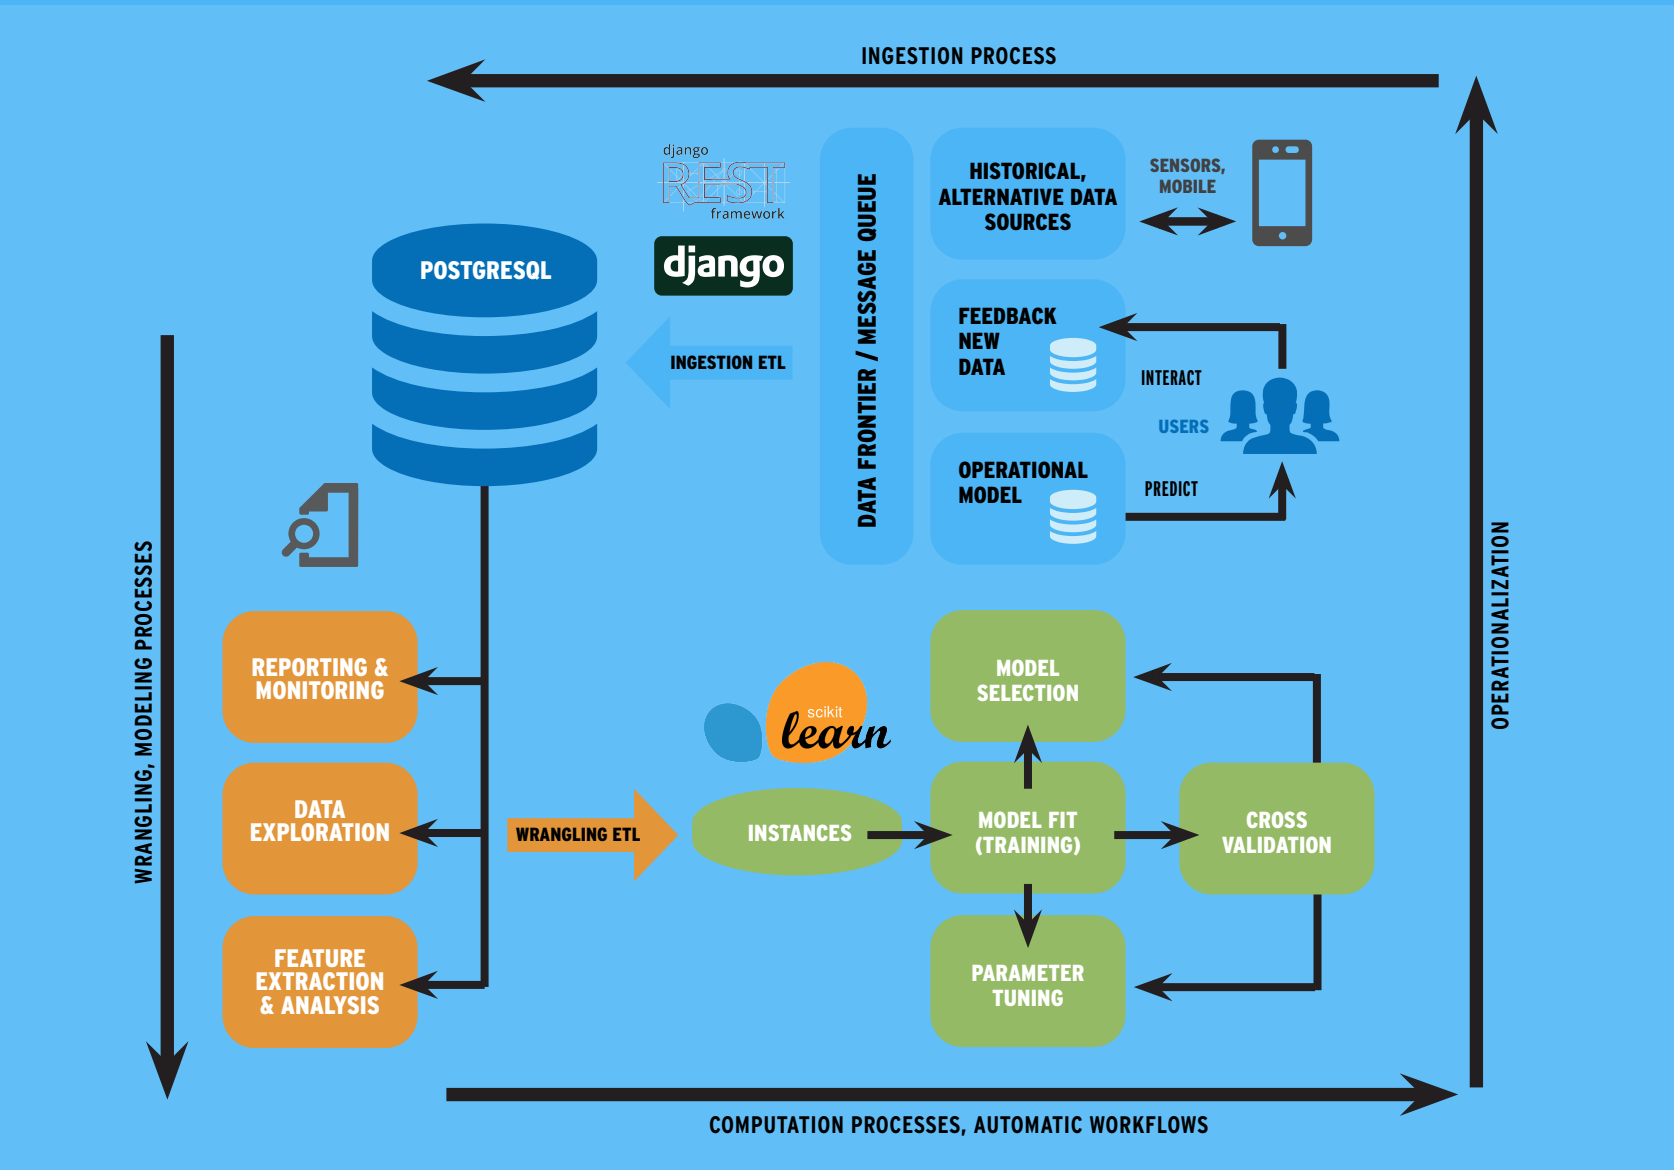 INGESTION PROCESS
django
REST
framework
django
INGESTION ETL
POSTGRESQL
DATA FRONTIER / MESSAGE QUEUE
HISTORICAL,
ALTERNATIVE DATA
SOURCES
SENSORS,
MOBILE
FEEDBACK
NEW
DATA
INTERACT
USERS
OPERATIONAL
MODEL
PREDICT
OPERATIONALIZATION
WRANGLING, MODELING PROCESSES
REPORTING &
MONITORING
DATA
EXPLORATION
FEATURE
EXTRACTION
& ANALYSIS
WRANGLING ETL
scikit
learn
INSTANCES
MODEL
SELECTION
MODEL FIT
(TRAINING)
CROSS
VALIDATION
PARAMETER
TUNING
COMPUTATION PROCESSES, AUTOMATIC WORKFLOWS